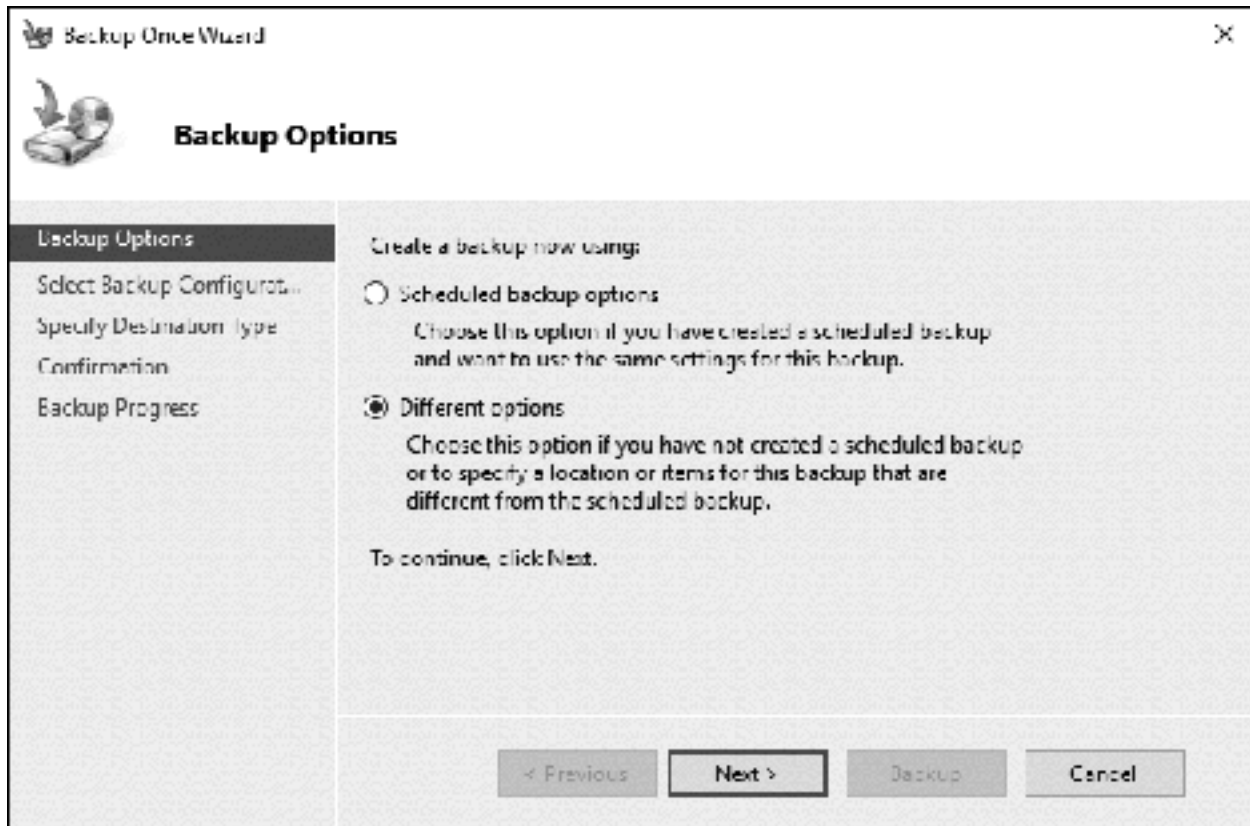 Backup Once Wizard
Backup Options
Backup Options
Select Backup Configurat...
Specify Destination Type
Confirmation
Backup Progress
Create a backup now using:
Scheduled backup options
Choose this option if you have created a scheduled backup
and want to use the same settings for this backup.
Different options
Choose this option if you have not created a scheduled backup
or to specify a location or items for this backup that are
different from the scheduled backup.
To continue, click Next.
< Previous
Next >
Backup
Cancel